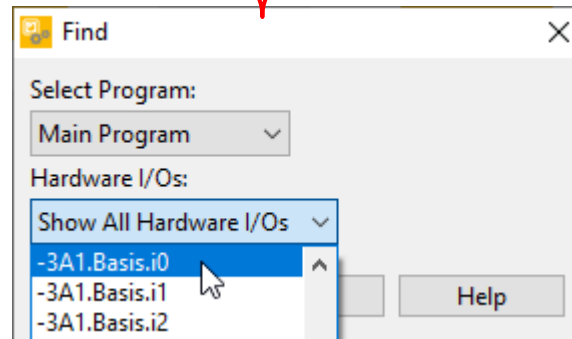 Find
Select Program:
Main Program
Hardware I/Os:
Show All Hardware I/Os
-3A1.Basis.i0
-3A1.Basis.i1
-3A1.Basis.i2
Help